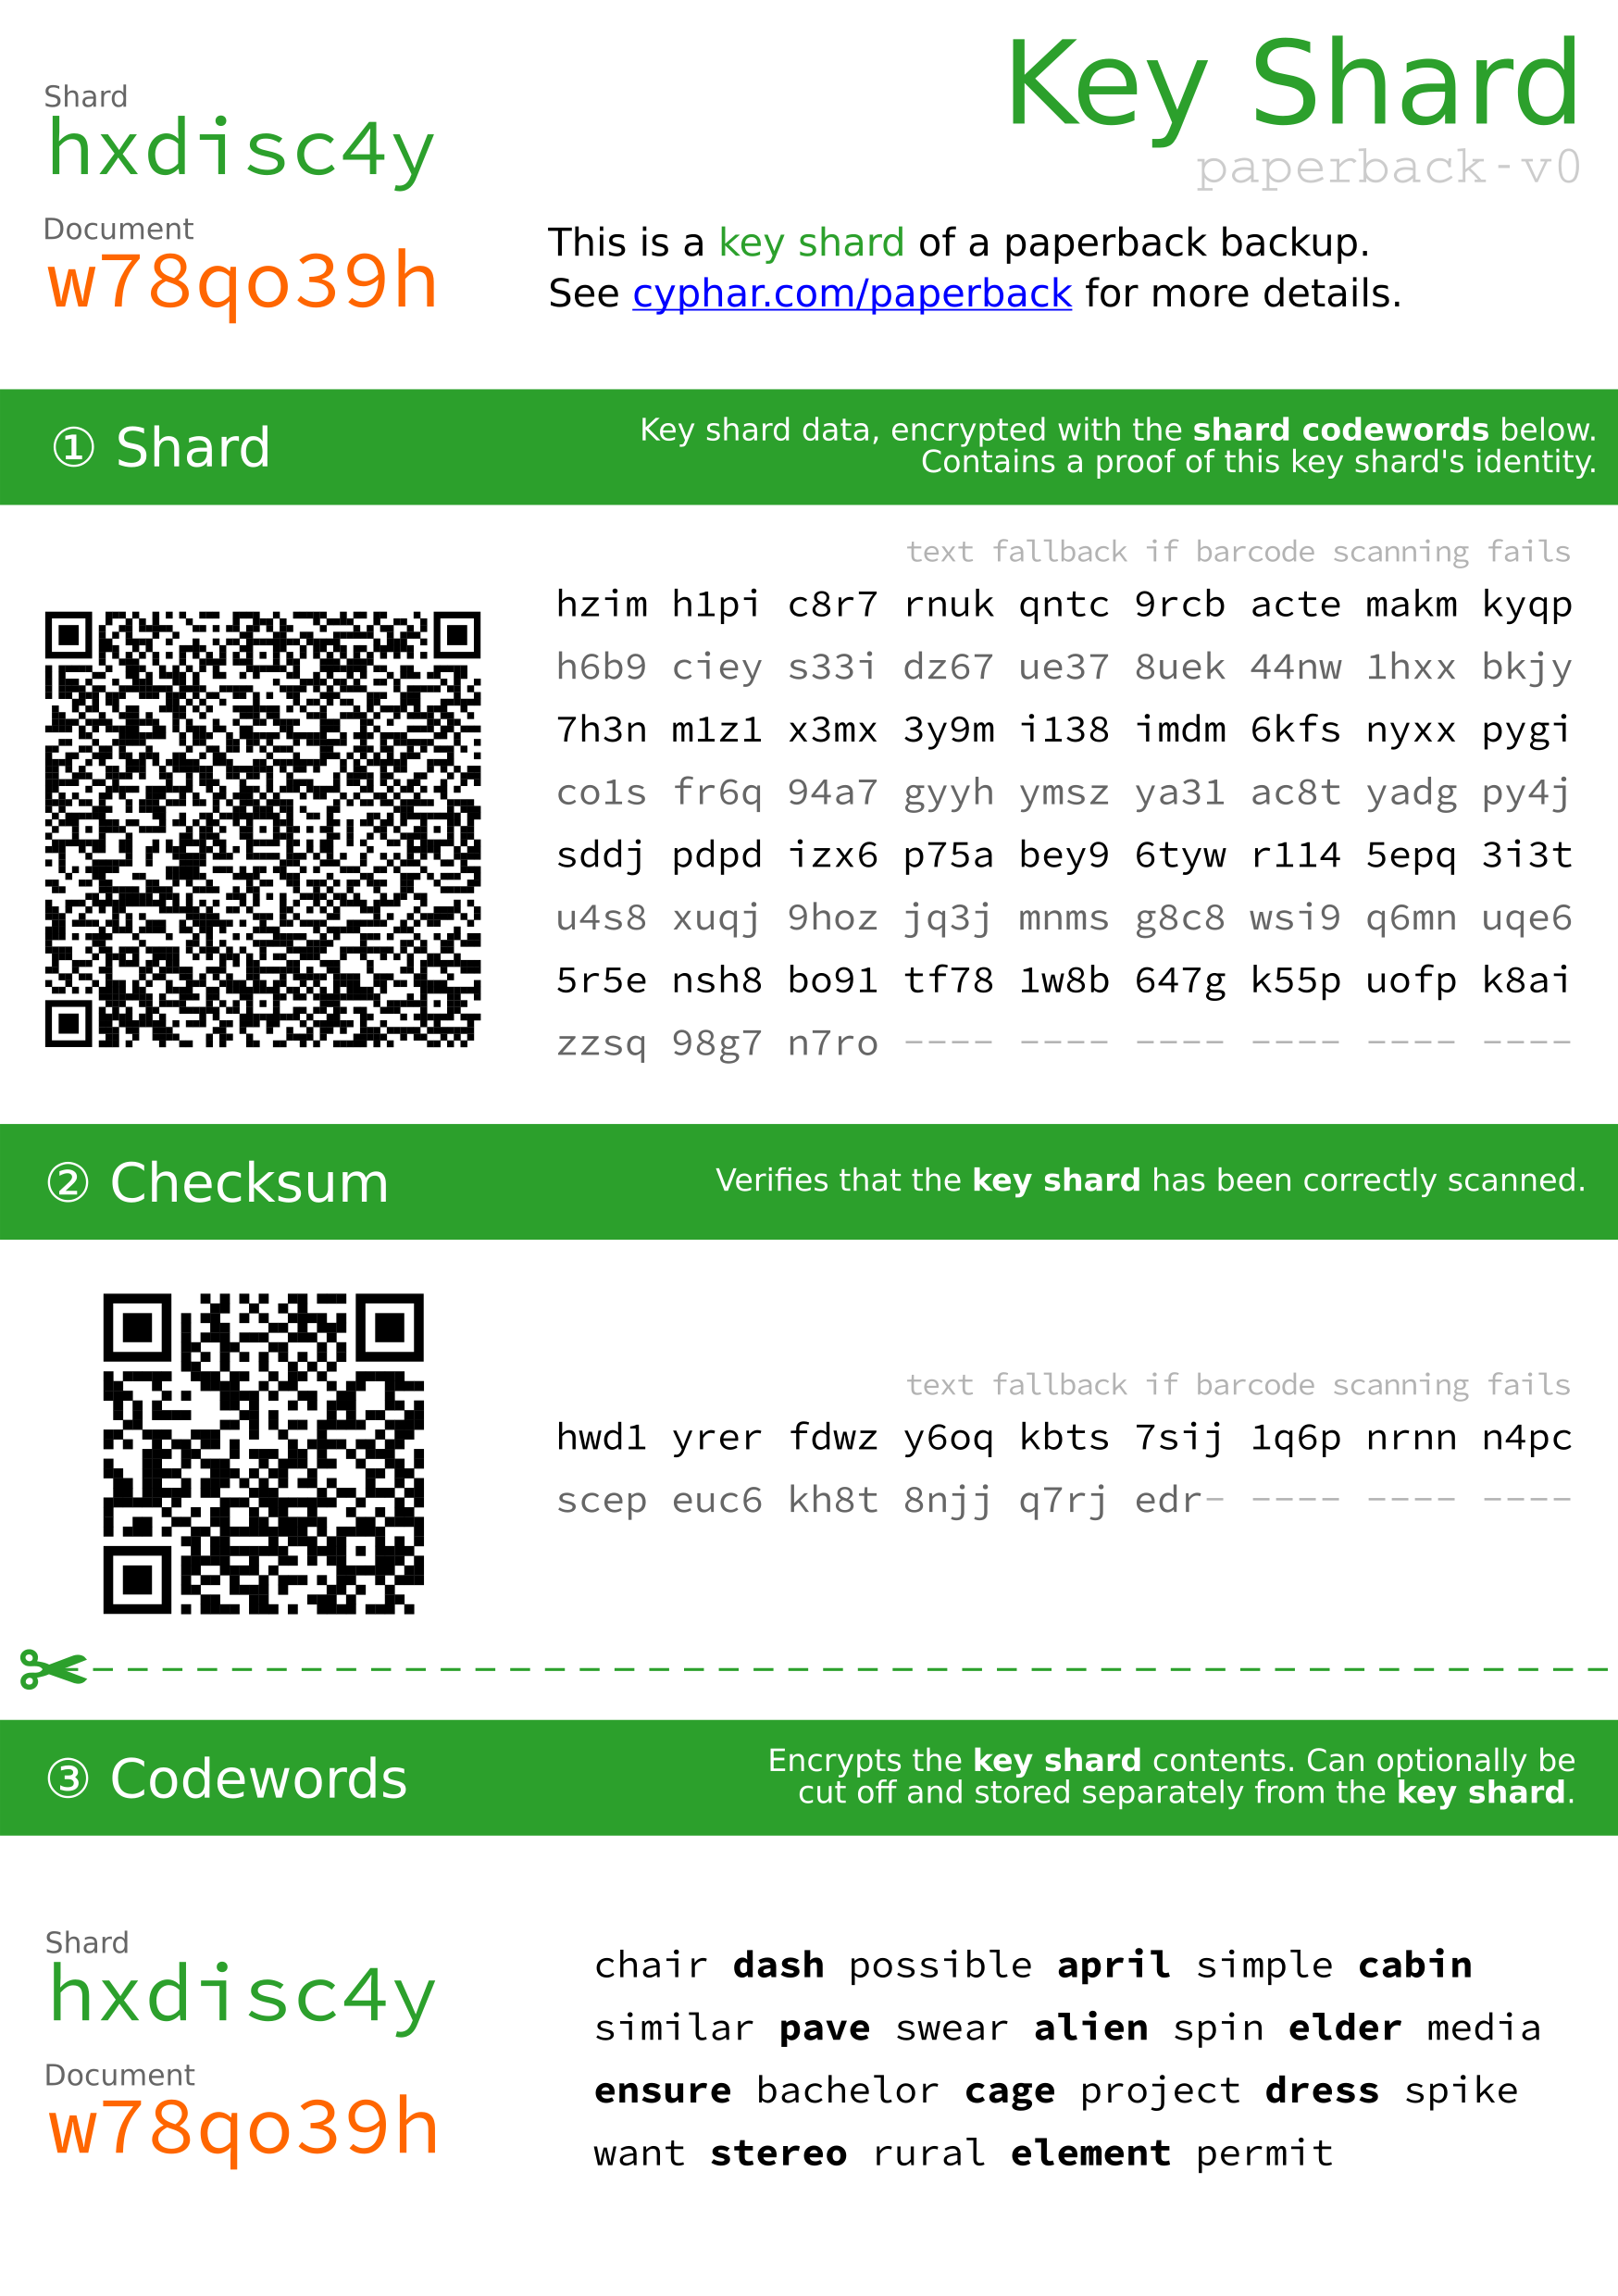 Key Shard
paperback-v0
Shard
hxdisc4y
Document
w78qo39h
This is a key shard of a paperback backup.
See cyphar.com/paperback for more details.
① Shard
Key shard data, encrypted with the shard codewords below.
Contains a proof of this key shard's identity.
text fallback if barcode scanning fails
hzim h1pi c8r7 rnuk qntc 9rcb acte makm kyqp
h6b9 ciey s33i dz67 ue37 8uek 44nw 1hxx bkjy
7h3n m1z1 x3mx 3y9m i138 imdm 6kfs nyxx pygi
co1s fr6q 94a7 gyyh ymsz ya31 ac8t yadg py4j
sddj pdpd izx6 p75a bey9 6tyw r114 5epq 3i3t
u4s8 xuqj 9hoz jq3j mnms g8c8 wsi9 q6mn uqe6
5r5e nsh8 bo91 tf78 1w8b 647g k55p uofp k8ai
zzsq 98g7 n7ro ---- ---- ---- ---- ---- ----
② Checksum
Verifies that the key shard has been correctly scanned.
text fallback if barcode scanning fails
hwd1 yrer fdwz y6oq kbts 7sij 1q6p nrnn n4pc
scep euc6 kh8t 8njj q7rj edr- ---- ---- ----
③ Codewords
Encrypts the key shard contents. Can optionally be
cut off and stored separately from the key shard.
Shard
hxdisc4y
Document
w78qo39h
chair dash possible april simple cabin
similar pave swear alien spin elder media
ensure bachelor cage project dress spike
want stereo rural element permit